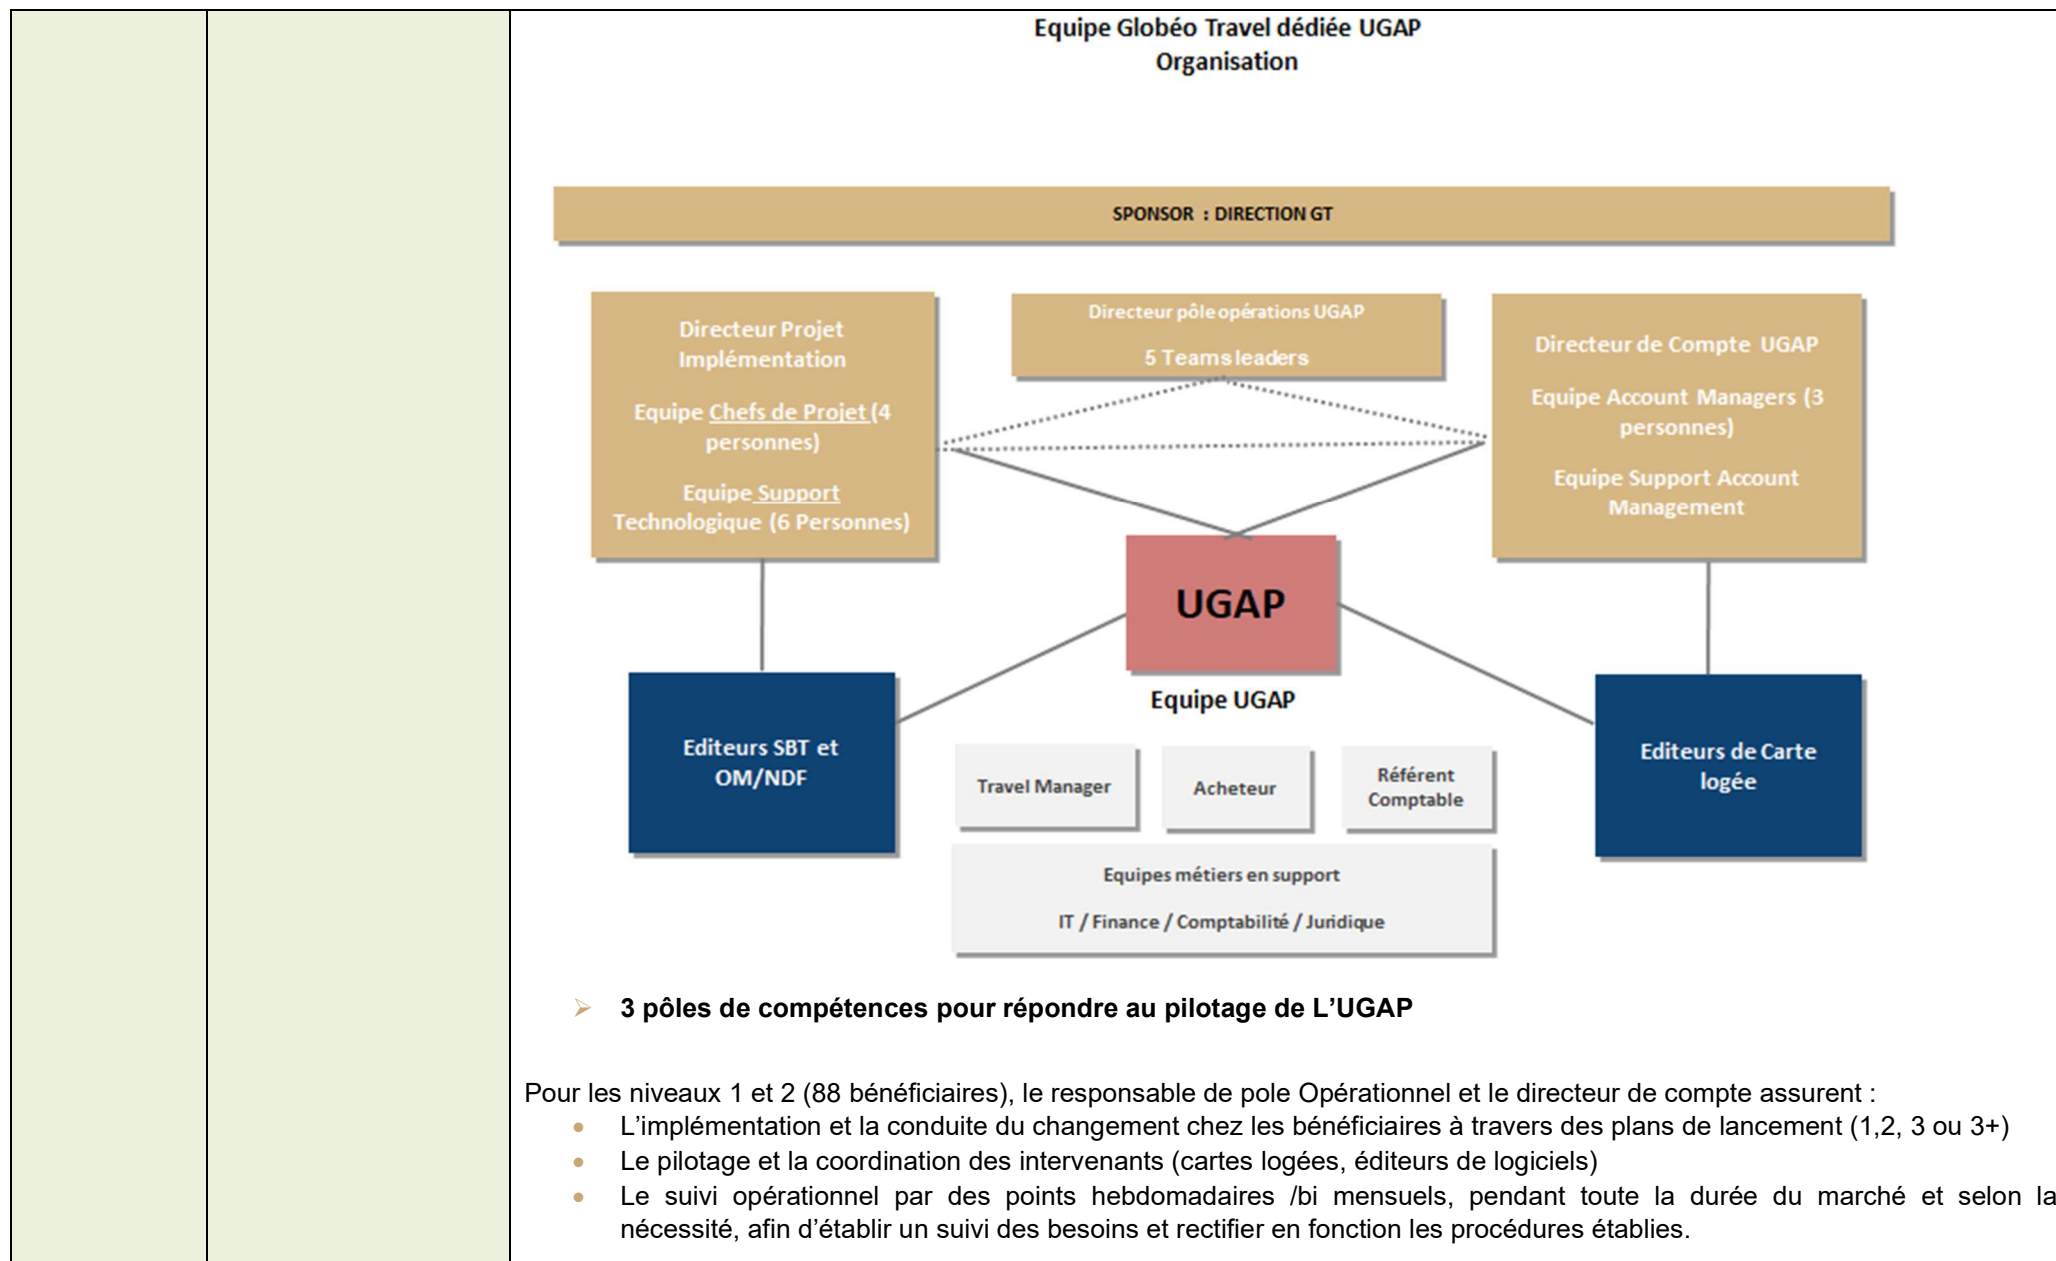 Equipe Globéo Travel dédiée UGAP
Organisation
SPONSOR : DIRECTION GT
Directeur Projet
Implémentation
Equipe Chefs de Projet (4
personnes)
Equipe Support
Technologique (6 Personnes)
Directeur pôle opérations UGAP
5 Teams leaders
Directeur de Compte UGAP
Equipe Account Managers (3
personnes)
Equipe Support Account
Management
UGAP
Equipe UGAP
Editeurs SBT et
OM/NDF
Travel Manager
Acheteur
Référent
Comptable
Editeurs de Carte
logée
Equipes métiers en support
IT / Finance / Comptabilité / Juridique
➢ 3 pôles de compétences pour répondre au pilotage de L’UGAP
Pour les niveaux 1 et 2 (88 bénéficiaires), le responsable de pole Opérationnel et le directeur de compte assurent :
• L’implémentation et la conduite du changement chez les bénéficiaires à travers des plans de lancement (1,2, 3 ou 3+)
• Le pilotage et la coordination des intervenants (cartes logées, éditeurs de logiciels)
• Le suivi opérationnel par des points hebdomadaires /bi mensuels, pendant toute la durée du marché et selon la
nécessité, afin d’établir un suivi des besoins et rectifier en fonction les procédures établies.